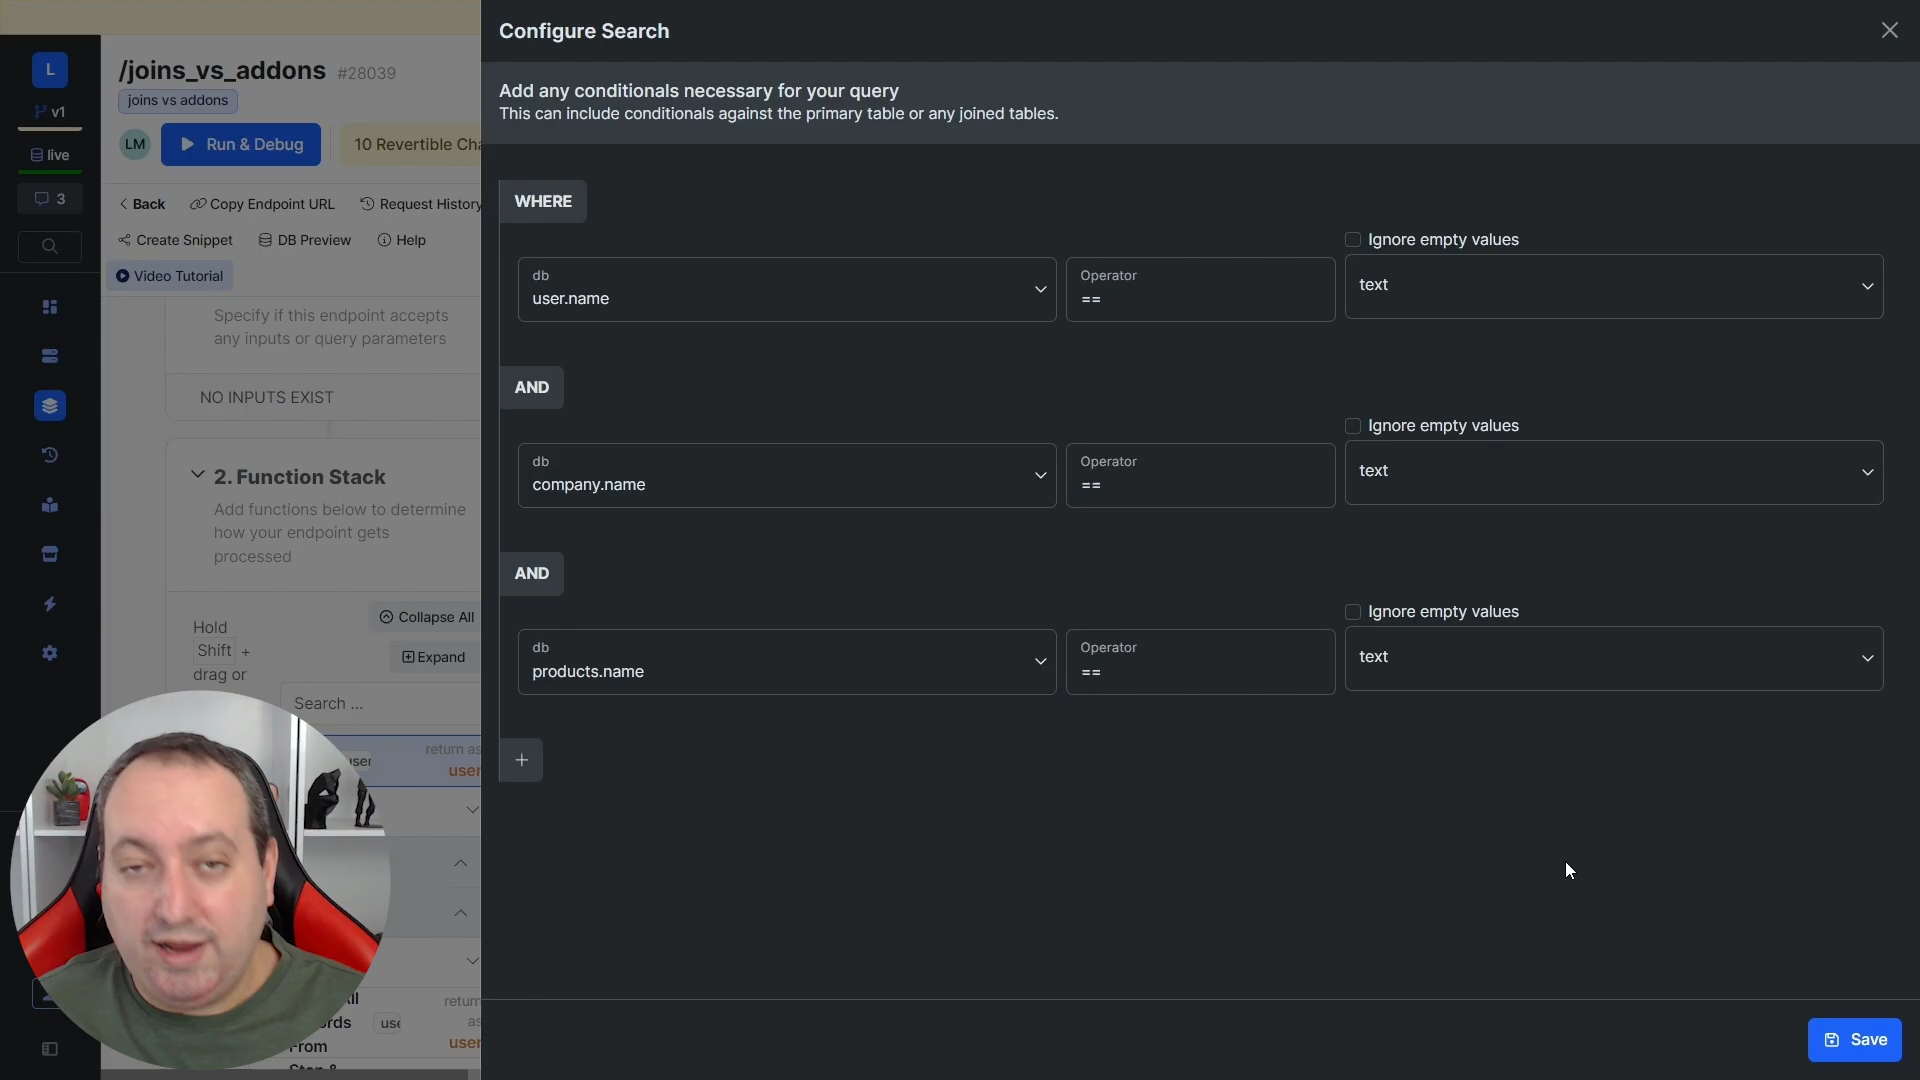 L
v1
live
3
/joins_vs_addons #28039
joins vs addons
LM
Run & Debug
10 Revertible Cha
Back
Copy Endpoint URL
Request History
Create Snippet
DB Preview
Help
Video Tutorial
Specify if this endpoint accepts
any inputs or query parameters
NO INPUTS EXIST
2. Function Stack
Add functions below to determine
how your endpoint gets
processed
Collapse All
Hold
Shift +
drag or
Expand
Search ...
return as
user
return
as
user
From
Configure Search
Add any conditionals necessary for your query
This can include conditionals against the primary table or any joined tables.
WHERE
Ignore empty values
db
user.name
Operator
==
text
AND
Ignore empty values
db
company.name
Operator
==
text
AND
Ignore empty values
db
products.name
Operator
==
text
+
Save